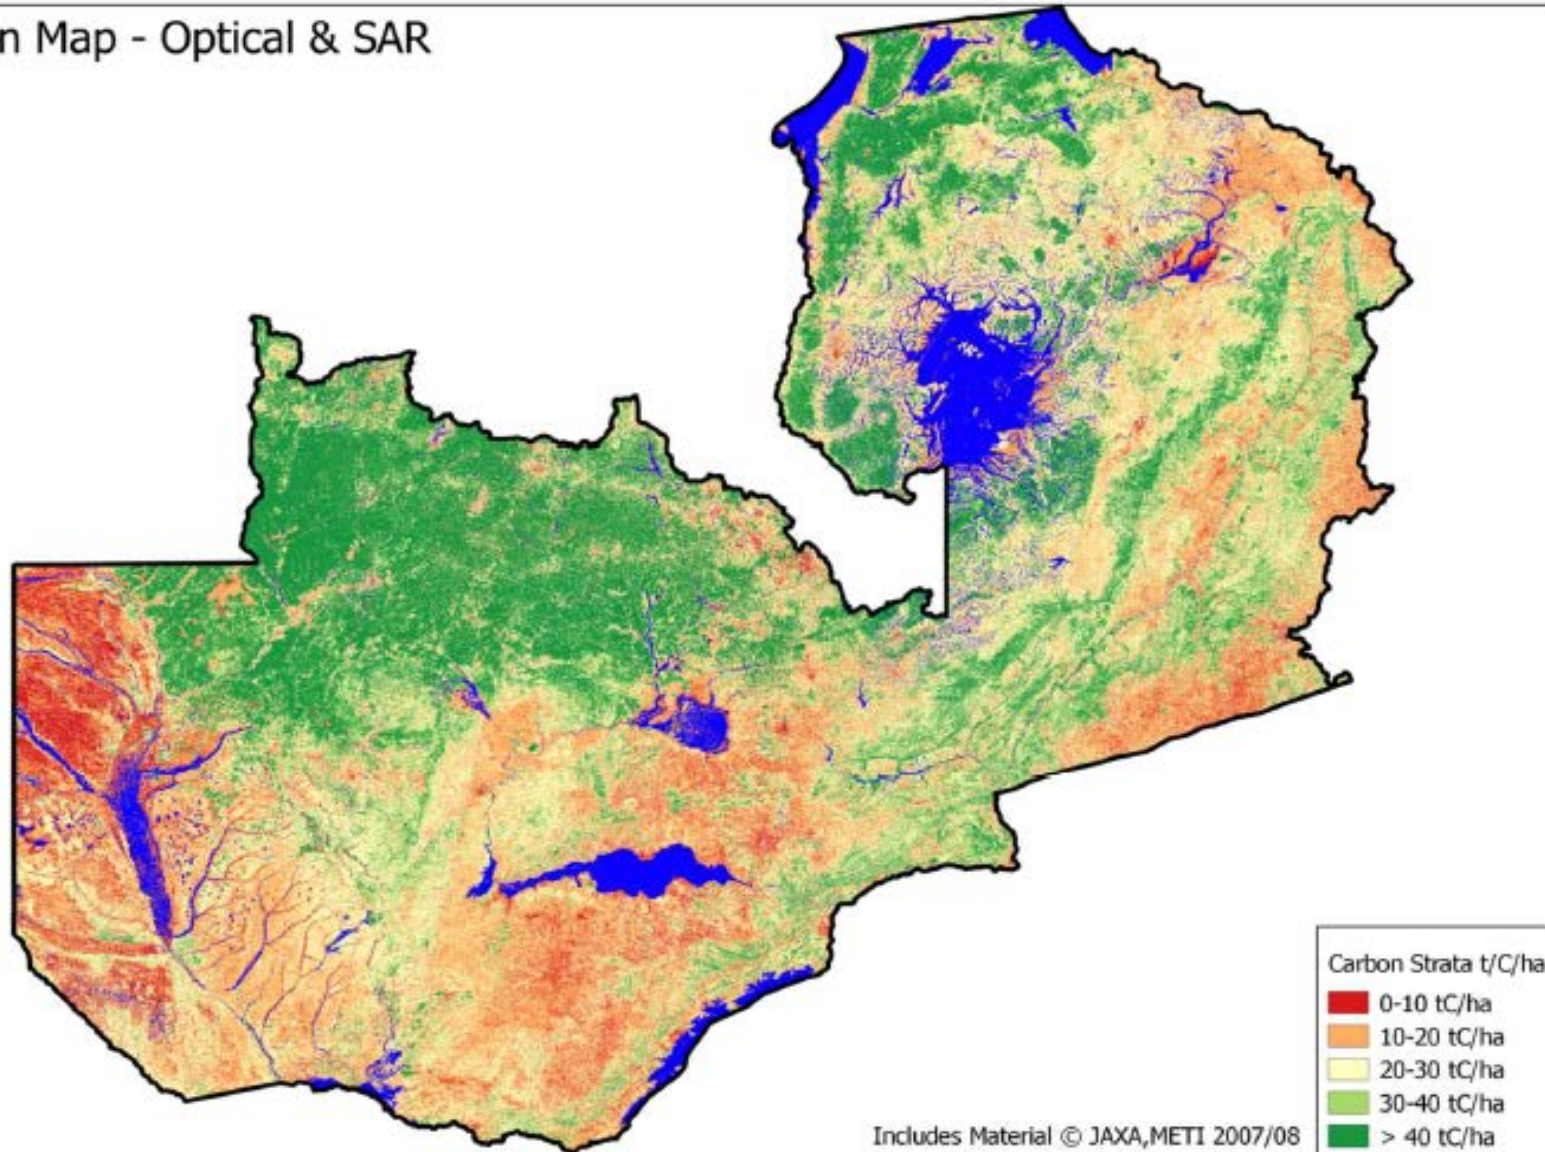 n Map - Optical & SAR
Carbon Strata t/C/ha
0-10 tC/ha
10-20 tC/ha
20-30 tC/ha
30-40 tC/ha
> 40 tC/ha
Includes Material © JAXA,METI 2007/08